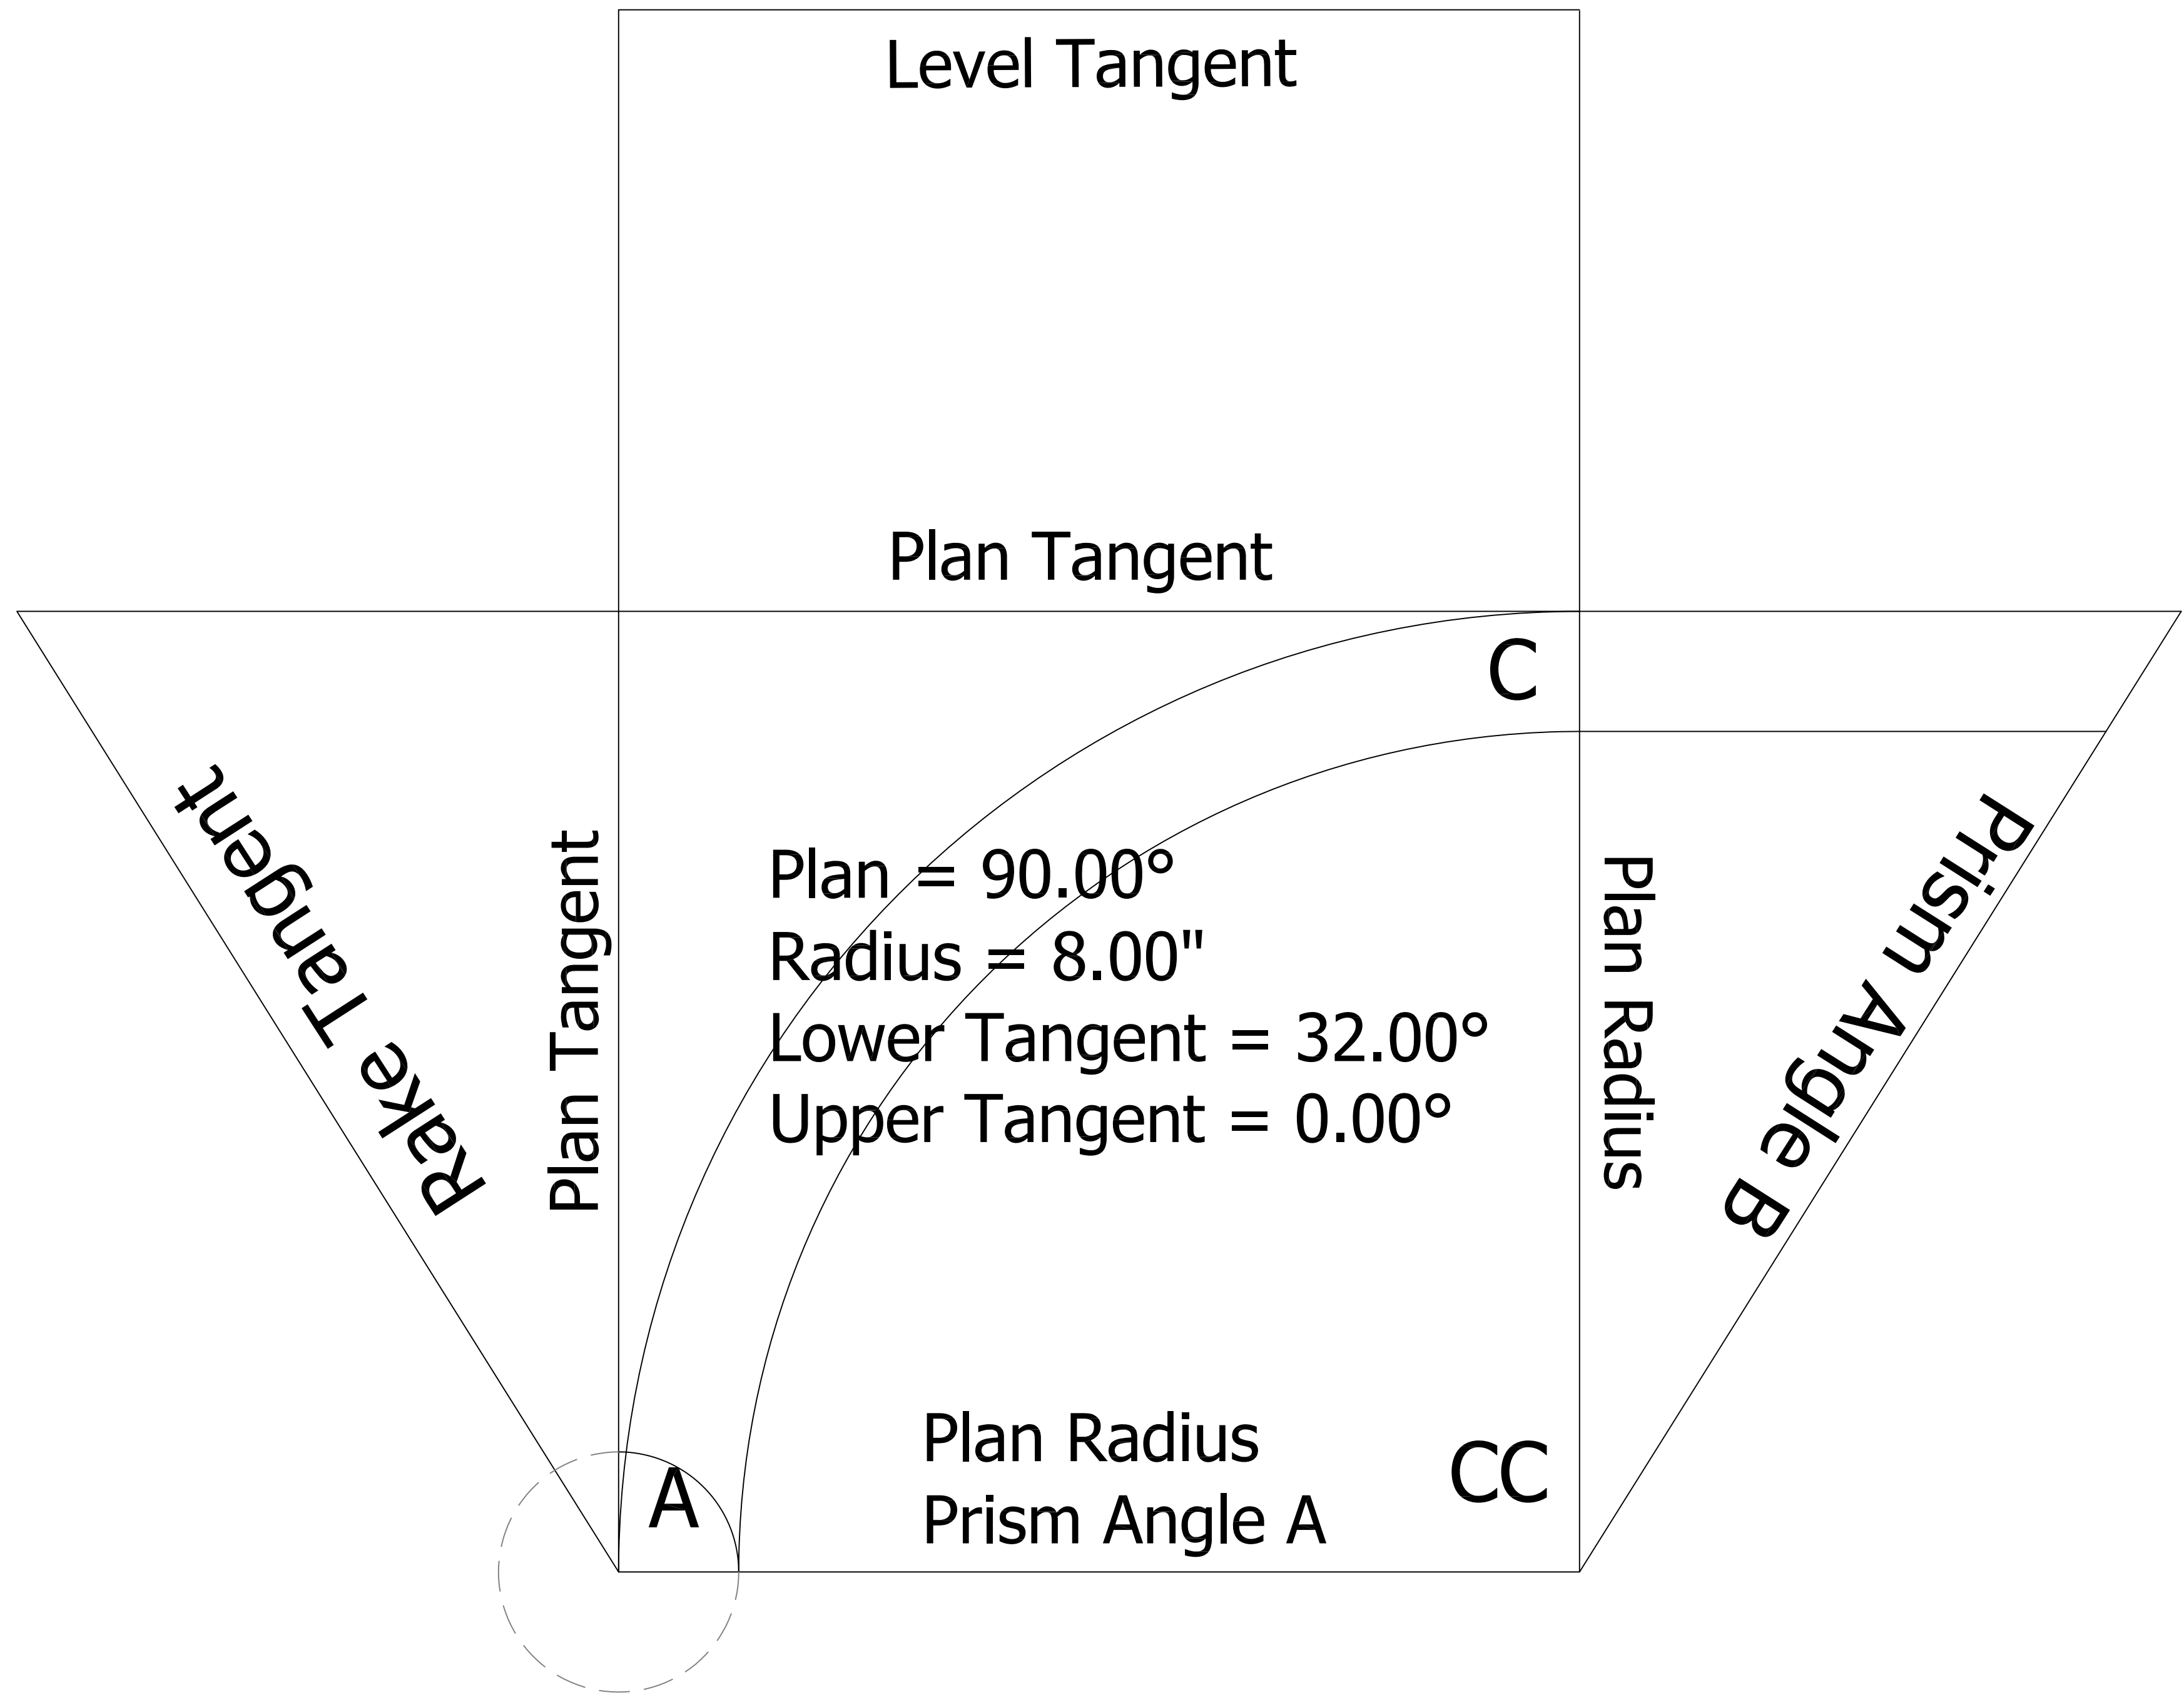 Level Tangent
Plan Tangent
C
Rake Tangent
Plan Tangent
Plan = 90.00°
Radius = 8.00"
Lower Tangent = 32.00°
Upper Tangent = 0.00°
Plan Radius
Prism Angle B
A
Plan Radius
Prism Angle A
CC